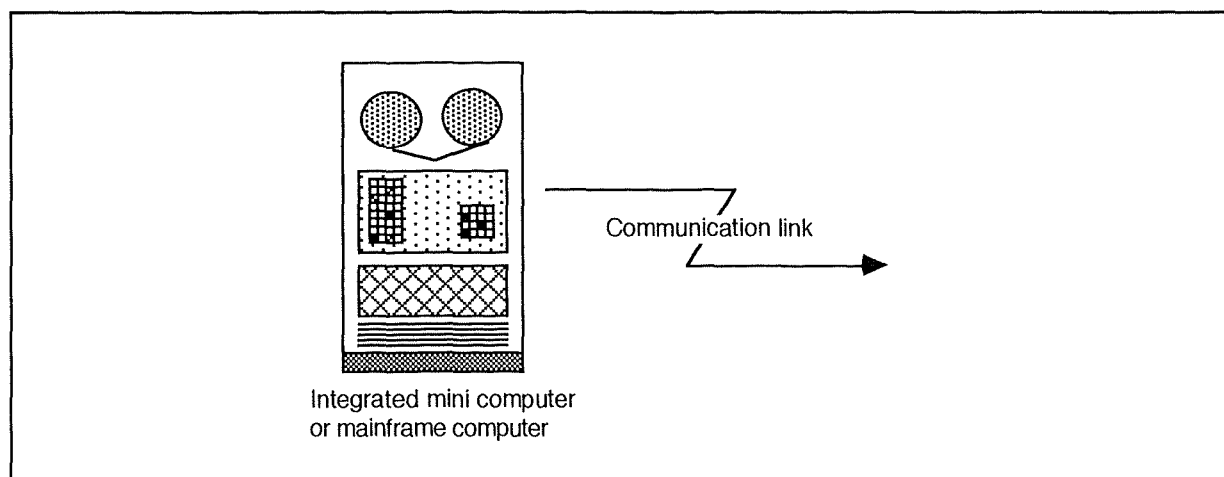 Communication link
Integrated mini computer
or mainframe computer